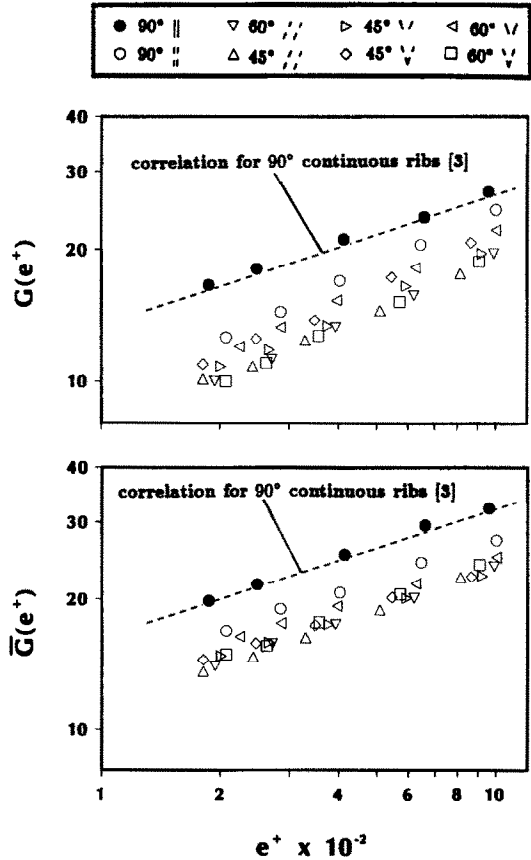 90° 60° 45° 60°
90° 45° 45° 60°
40
correlation for 90° continuous ribs [3]
30
G(e+)
20
10
40
correlation for 90° continuous ribs [3]
30
G̅(e+)
20
10
1 2 4 6 8 10
e+ x 10-2